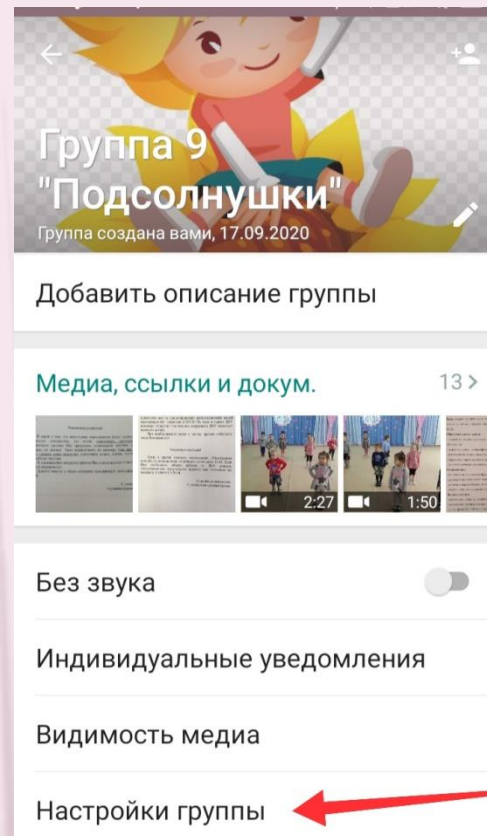 Группа 9
"Подсолнушки"
Группа создана вами, 17.09.2020
Добавить описание группы
Медиа, ссылки и докум. 13 >
2:27 1:50
Без звука
Индивидуальные уведомления
Видимость медиа
Настройки группы